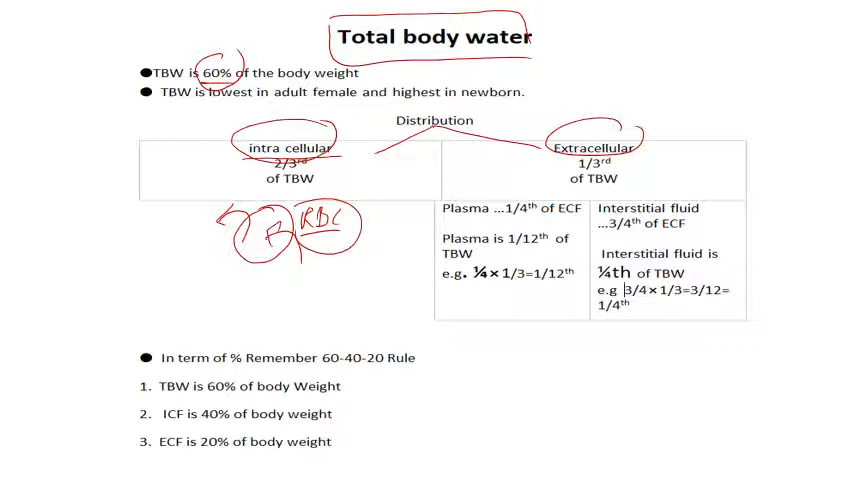 Total body water
●TBW is 60% of the body weight
● TBW is lowest in adult female and highest in newborn.
Distribution
intra cellular
2/3rd
of TBW
Extracellular
1/3rd
of TBW
RBC
Plasma ...1/4th of ECF
Plasma is 1/12th of
TBW
e.g. ¼ × 1/3=1/12th
Interstitial fluid
...3/4th of ECF
Interstitial fluid is
¼th of TBW
e.g 3/4 × 1/3=3/12=
1/4th
● In term of % Remember 60-40-20 Rule
1. TBW is 60% of body Weight
2. ICF is 40% of body weight
3. ECF is 20% of body weight